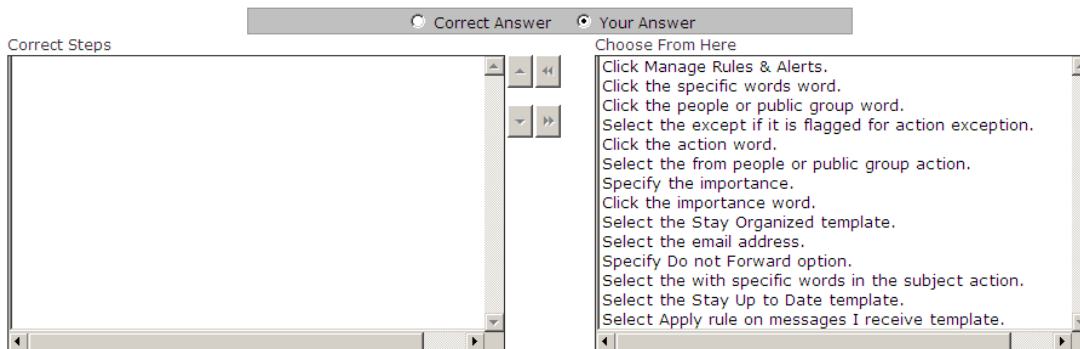 Correct Answer Your Answer
Correct Steps
Choose From Here
Click Manage Rules & Alerts.
Click the specific words word.
Click the people or public group word.
Select the except if it is flagged for action exception.
Click the action word.
Select the from people or public group action.
Specify the importance.
Click the importance word.
Select the Stay Organized template.
Select the email address.
Specify Do not Forward option.
Select the with specific words in the subject action.
Select the Stay Up to Date template.
Select Apply rule on messages I receive template.